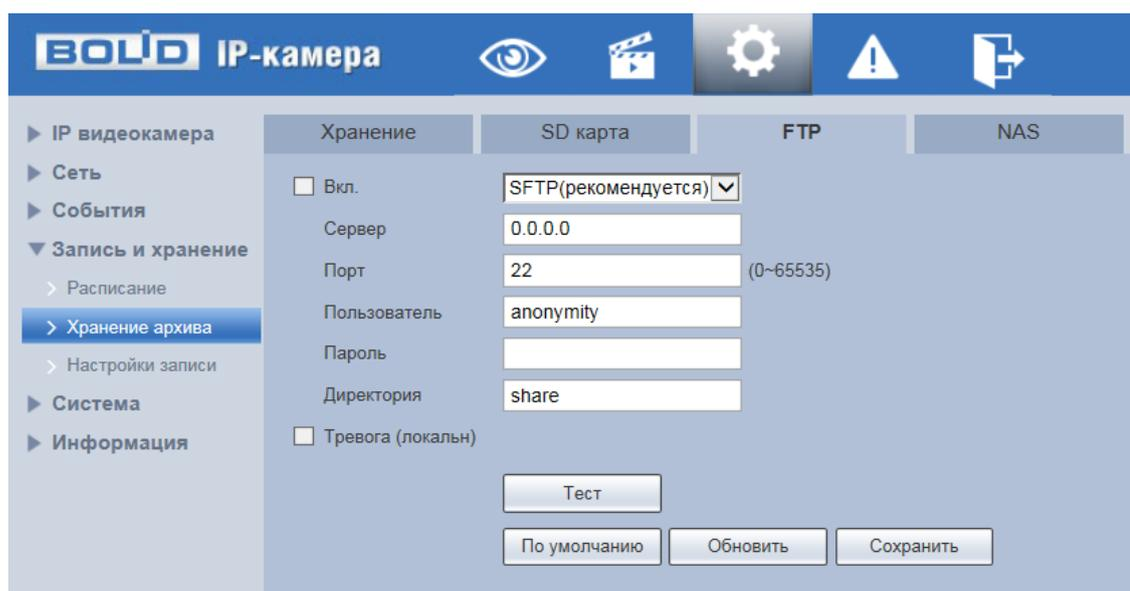 BOLID IP-камера
IP видеокамера
Сеть
События
Запись и хранение
Расписание
Хранение архива
Настройки записи
Система
Информация
Хранение SD карта FTP NAS
Вкл. SFTP(рекомендуется)
Сервер 0.0.0.0
Порт 22 (0~65535)
Пользователь anonymity
Пароль
Директория share
Тревога (локальн)
Тест
По умолчанию Обновить Сохранить